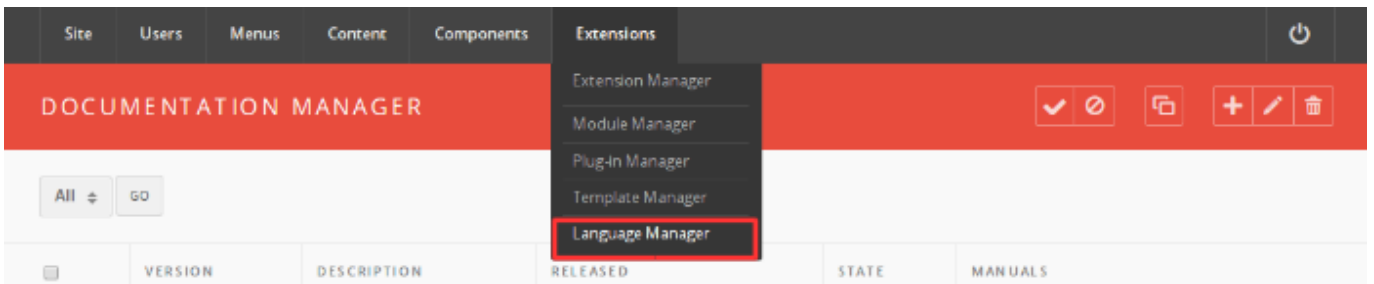 Site Users Menus Content Components Extensions
Extension Manager
DOCUMENTATION MANAGER
Module Manager
Plug-in Manager
All GO
Template Manager
Language Manager
VERSION DESCRIPTION RELEASED STATE MANUALS